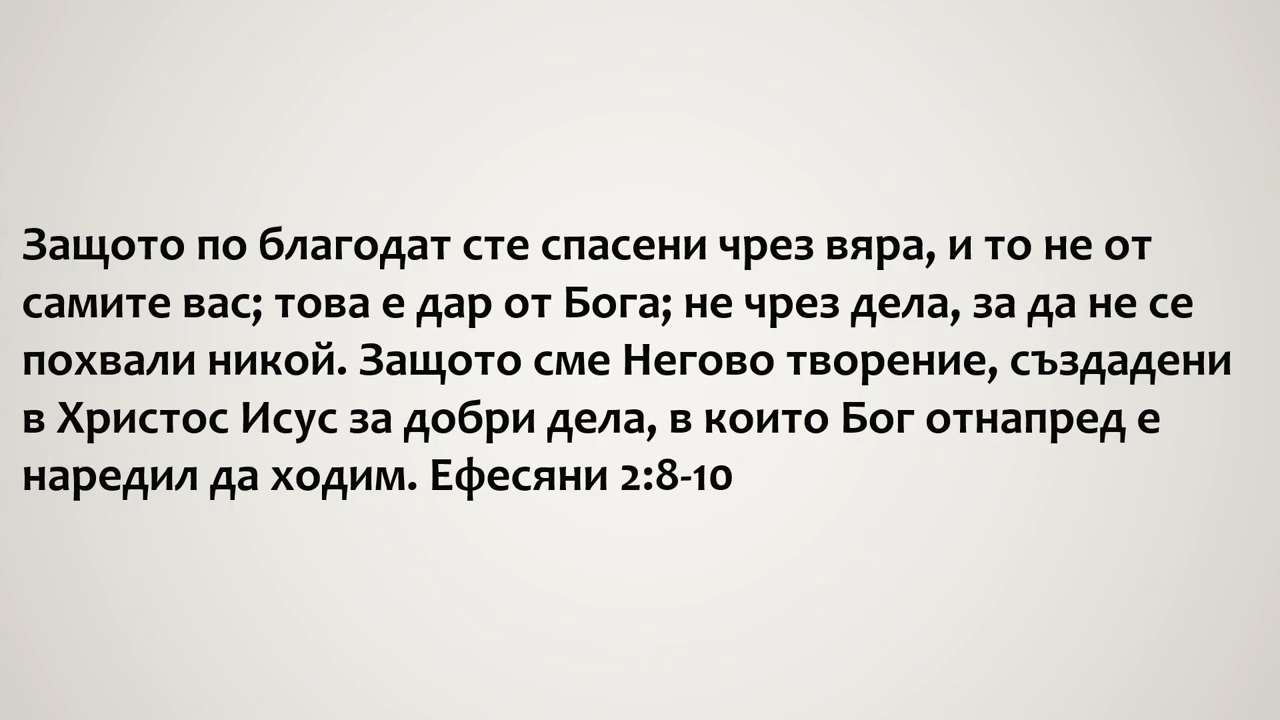 Защото по благодат сте спасени чрез вяра, и то не от
самите вас; това е дар от Бога; не чрез дела, за да не се
похвали никой. Защото сме Негово творение, създадени
в Христос Исус за добри дела, в които Бог отнапред е
наредил да ходим. Ефесяни 2:8-10